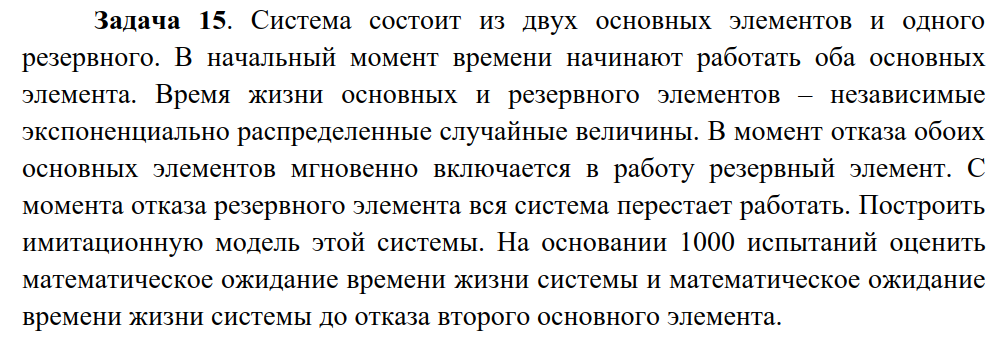 Задача 15. Система состоит из двух основных элементов и одного
резервного. В начальный момент времени начинают работать оба основных
элемента. Время жизни основных и резервного элементов – независимые
экспоненциально распределенные случайные величины. В момент отказа обоих
основных элементов мгновенно включается в работу резервный элемент. С
момента отказа резервного элемента вся система перестает работать. Построить
имитационную модель этой системы. На основании 1000 испытаний оценить
математическое ожидание времени жизни системы и математическое ожидание
времени жизни системы до отказа второго основного элемента.